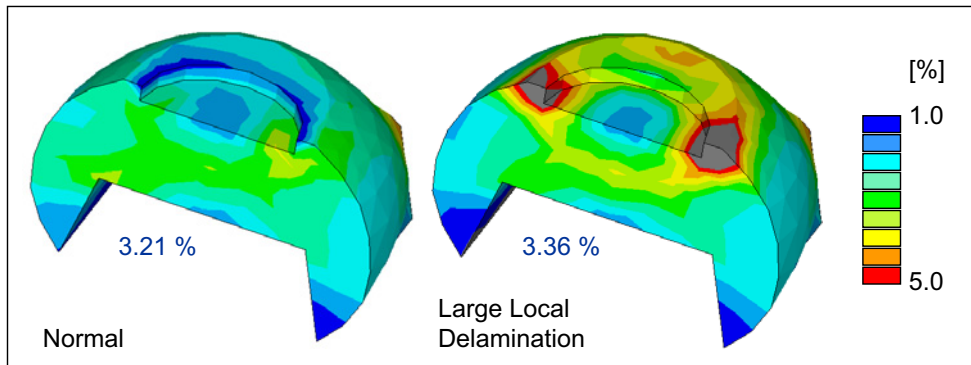 [%]
1.0
5.0
3.21 %
3.36 %
Normal
Large Local
Delamination